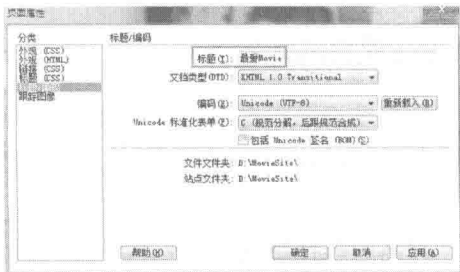 页面属性
分类
标题/编码
外观 (CSS)
外观 (HTML)
链接 (CSS)
标题 (CSS)
跟踪图像
标题(T): 最爱Movie
文档类型(DTD): XHTML 1.0 Transitional
编码(E): Unicode (UTF-8) 重新载入(R)
Unicode 标准化表单(F): C (规范分解，后跟规范合成)
包括 Unicode 签名 (BOM)(S)
文件文件夹: D:\MovieSite\
站点文件夹: D:\MovieSite\
帮助(H) 确定 取消 应用(A)